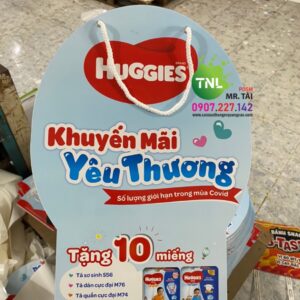 HUGGIES
TNL
POSM
MR. TÀI
0907.227.142
Khuyến Mãi
Yêu Thương
Số lượng giới hạn trong mùa Covid
Tặng 10 miếng
• Tã sơ sinh S56
• Tã dán cực đại M76
• Tã quần cực đại M74